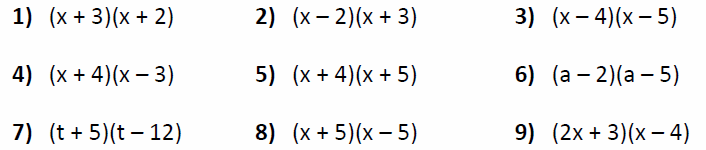 1) (x + 3)(x + 2) 2) (x – 2)(x + 3) 3) (x – 4)(x – 5)
4) (x + 4)(x – 3) 5) (x + 4)(x + 5) 6) (a – 2)(a – 5)
7) (t + 5)(t – 12) 8) (x + 5)(x – 5) 9) (2x + 3)(x – 4)